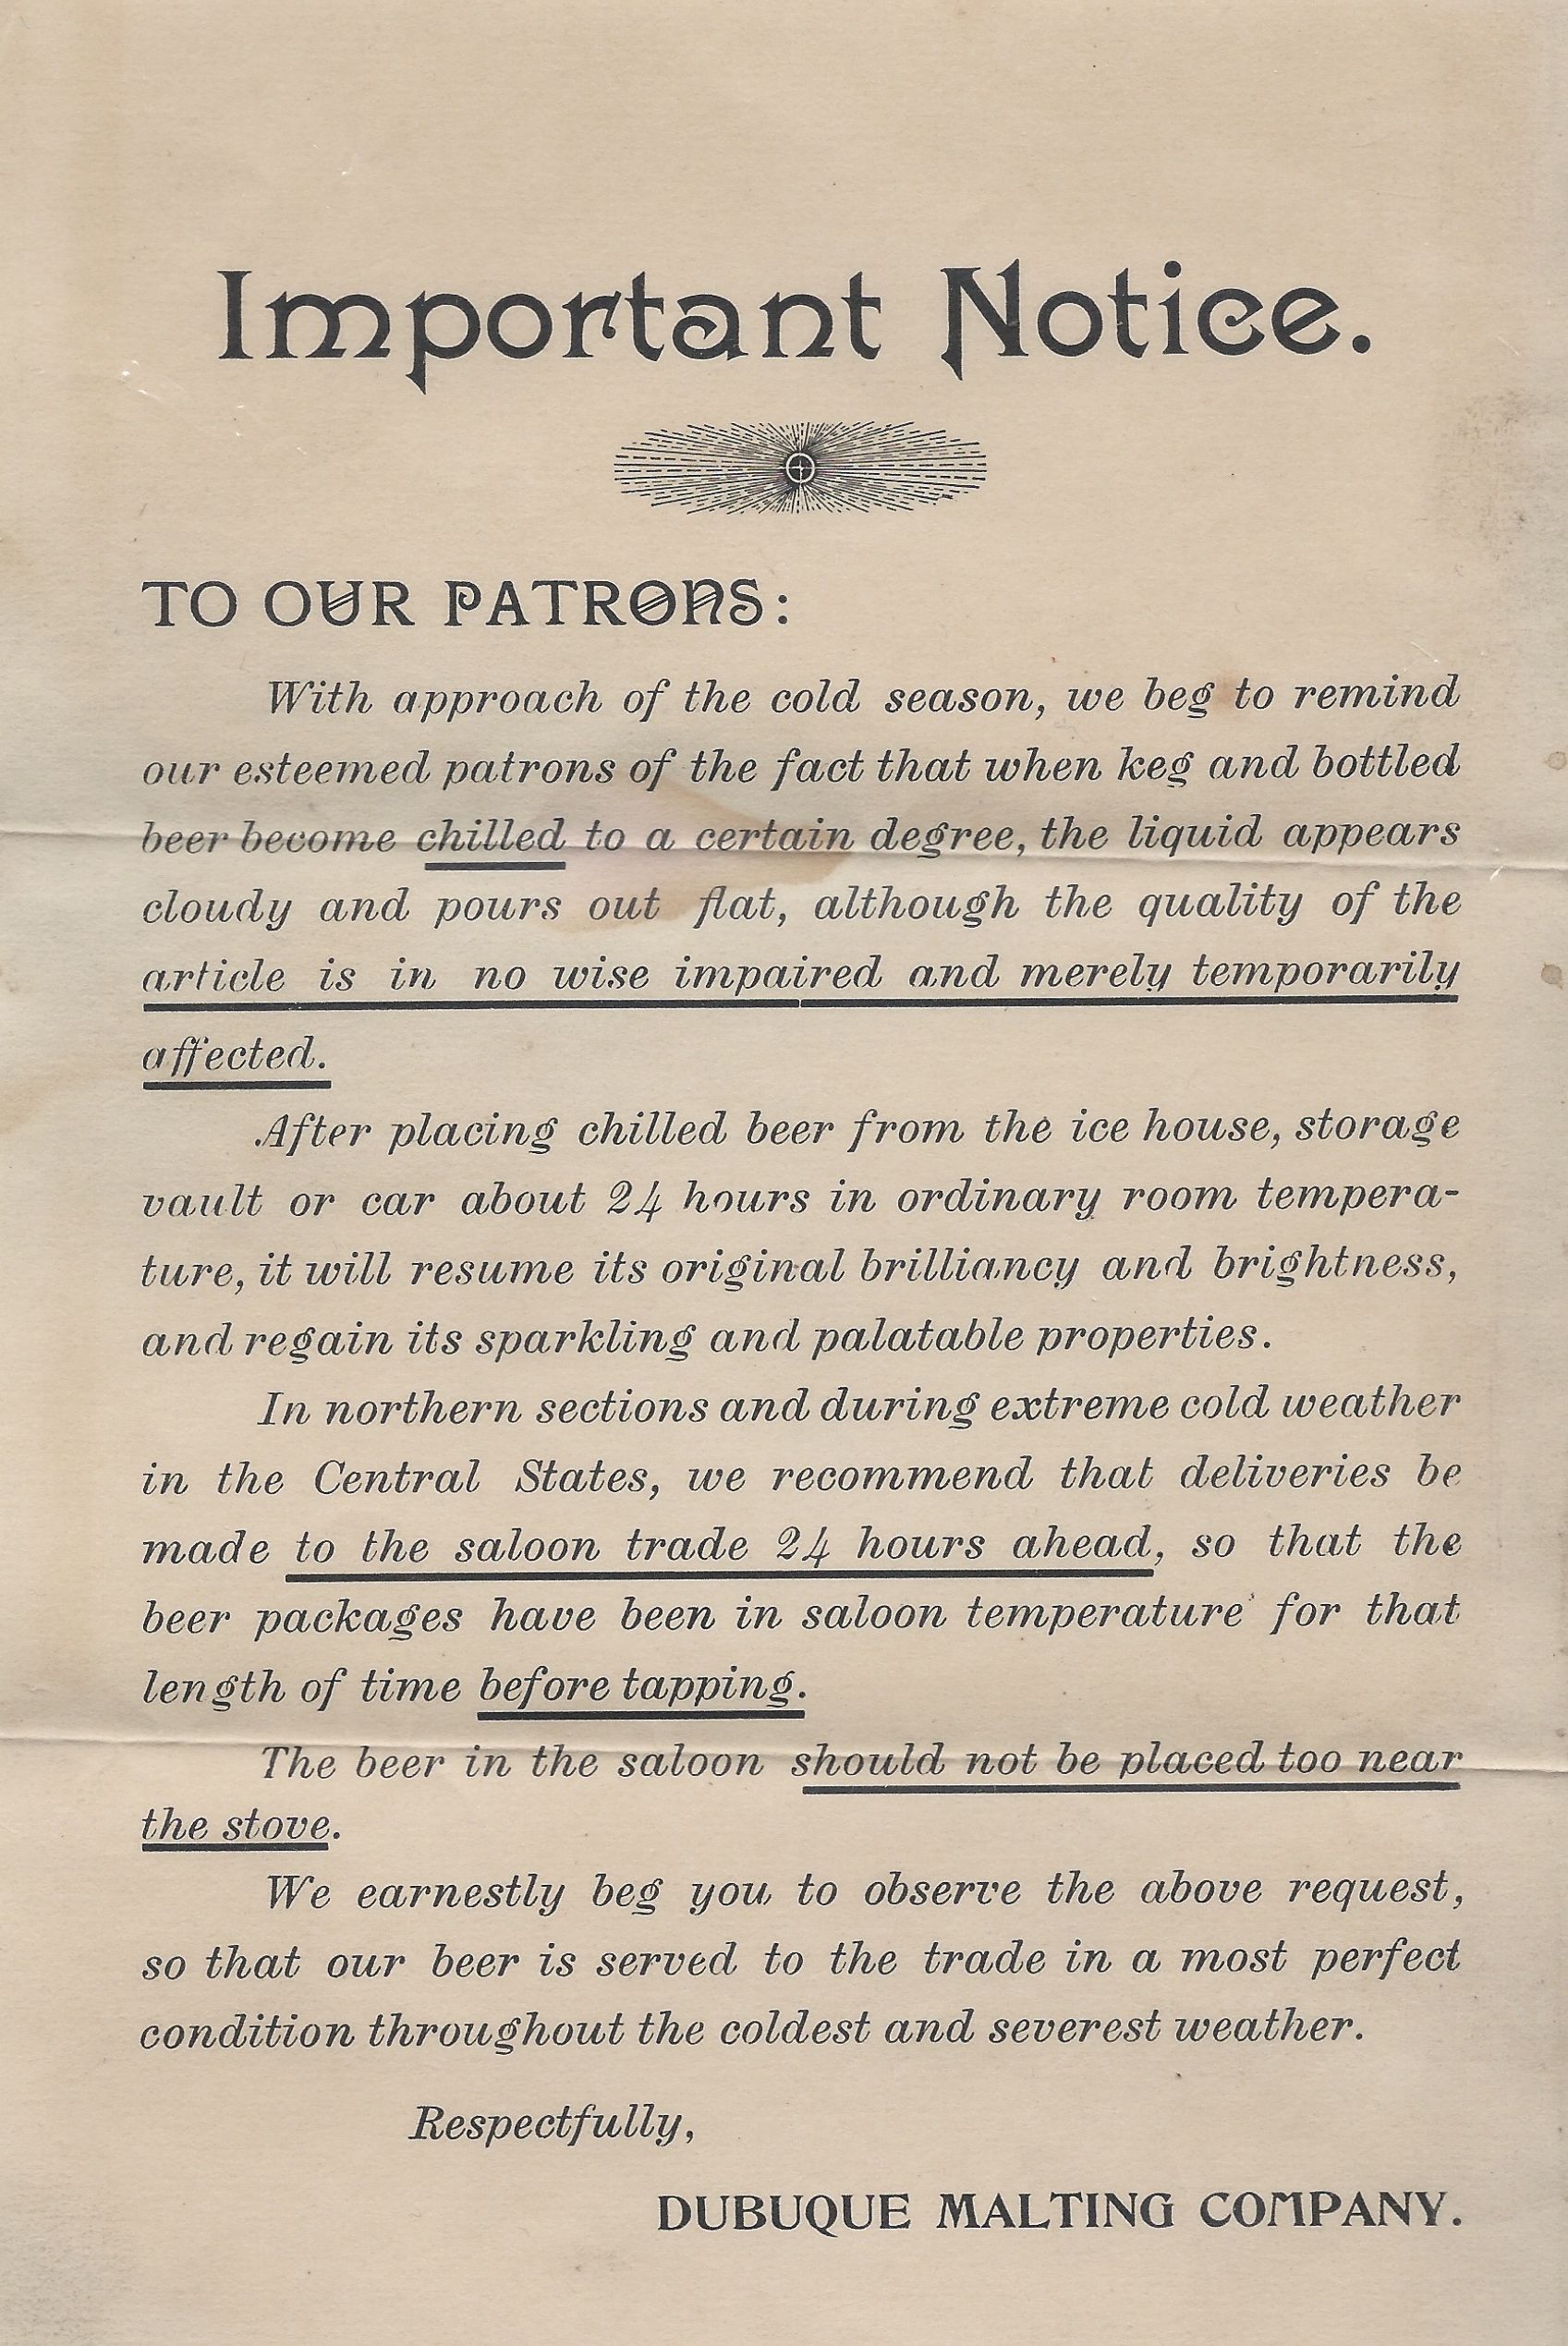 Important Notice.
TO OUR PATRONS:
With approach of the cold season, we beg to remind
our esteemed patrons of the fact that when keg and bottled
beer become chilled to a certain degree, the liquid appears
cloudy and pours out flat, although the quality of the
article is in no wise impaired and merely temporarily
affected.
After placing chilled beer from the ice house, storage
vault or car about 24 hours in ordinary room tempera-
ture, it will resume its original brilliancy and brightness,
and regain its sparkling and palatable properties.
In northern sections and during extreme cold weather
in the Central States, we recommend that deliveries be
made to the saloon trade 24 hours ahead, so that the
beer packages have been in saloon temperature for that
length of time before tapping.
The beer in the saloon should not be placed too near
the stove.
We earnestly beg you to observe the above request,
so that our beer is served to the trade in a most perfect
condition throughout the coldest and severest weather.
Respectfully,
DUBUQUE MALTING COMPANY.